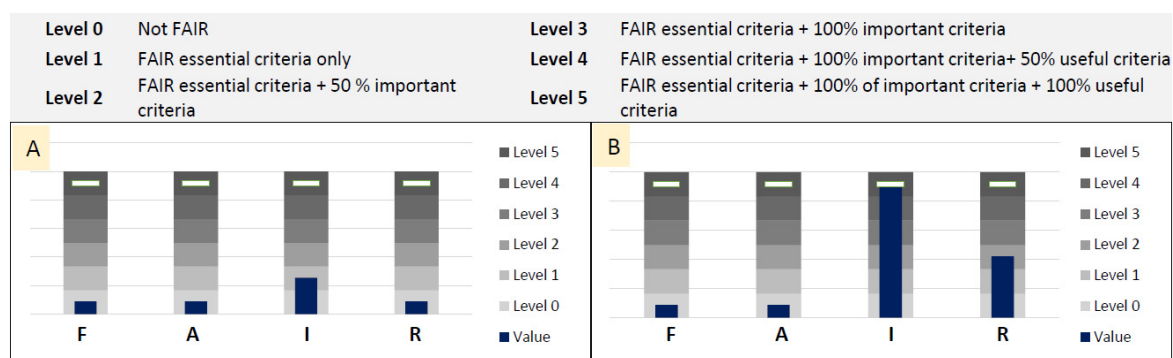 Level 0 Not FAIR
Level 1 FAIR essential criteria only
Level 2 FAIR essential criteria + 50 % important
criteria
Level 3 FAIR essential criteria + 100% important criteria
Level 4 FAIR essential criteria + 100% important criteria+ 50% useful criteria
Level 5 FAIR essential criteria + 100% of important criteria + 100% useful
criteria
A
Level 5
Level 4
Level 3
Level 2
Level 1
Level 0
Value
F A I R
B
Level 5
Level 4
Level 3
Level 2
Level 1
Level 0
Value
F A I R